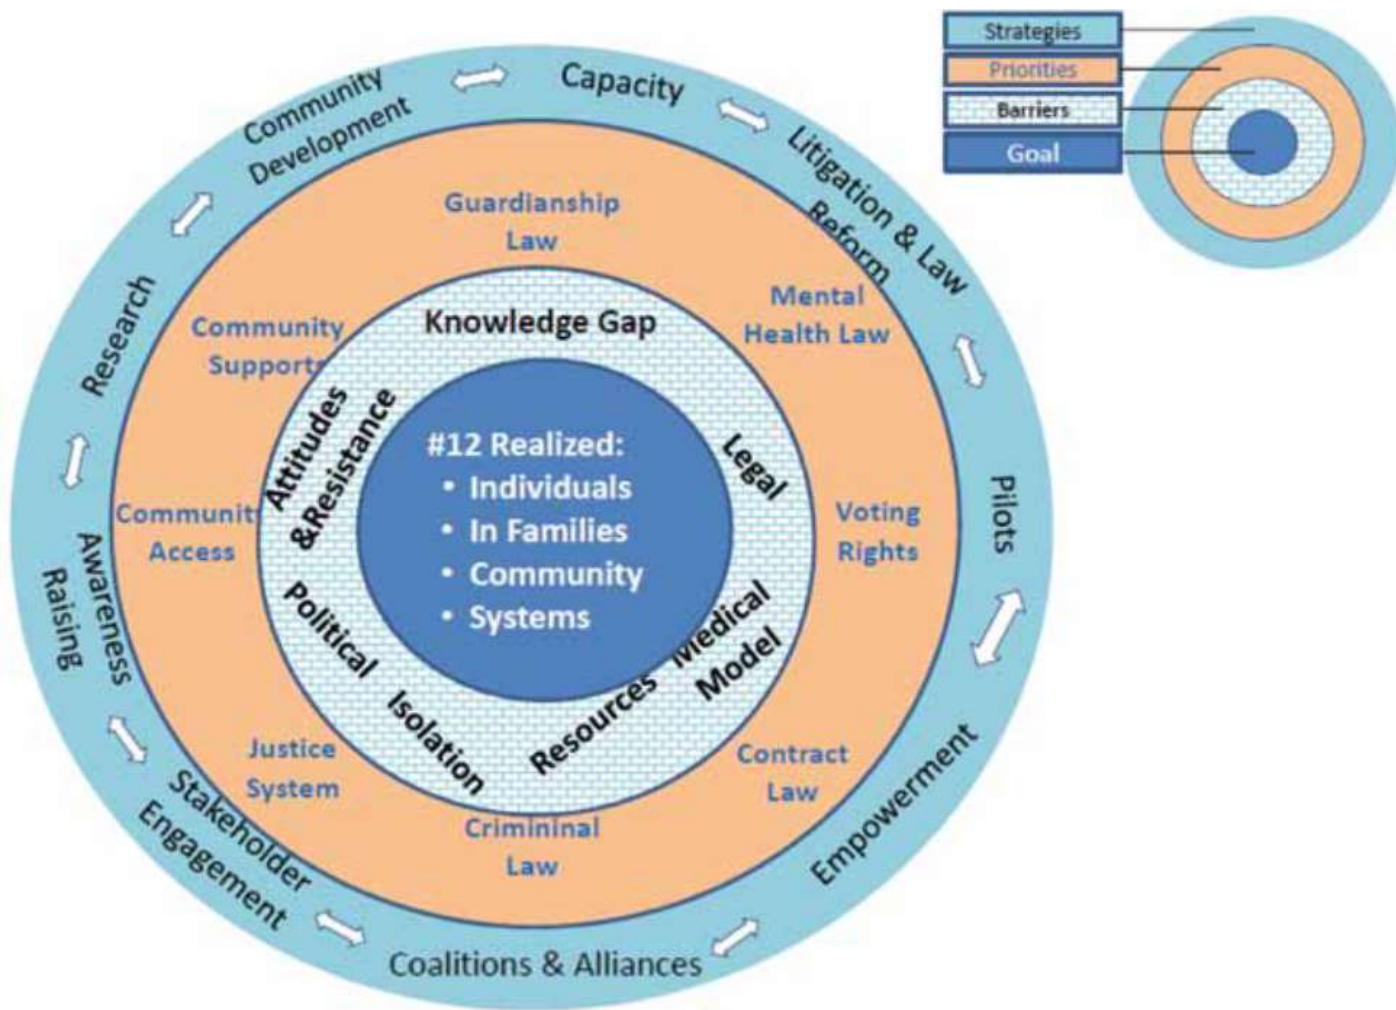 Strategies
Priorities
Barriers
Goal
Capacity
Litigation & Law
Reform
Pilots
Empowerment
Coalitions & Alliances
Stakeholder
Engagement
Awareness
Raising
Research
Community
Development
Guardianship
Law
Mental
Health Law
Voting
Rights
Contract
Law
Crimininal
Law
Justice
System
Communit
Access
Community
Supports
Knowledge Gap
Legal
Medical
Model
Resources
Isolation
Political
Attitudes
&Resistance
#12 Realized:
• Individuals
• In Families
• Community
• Systems